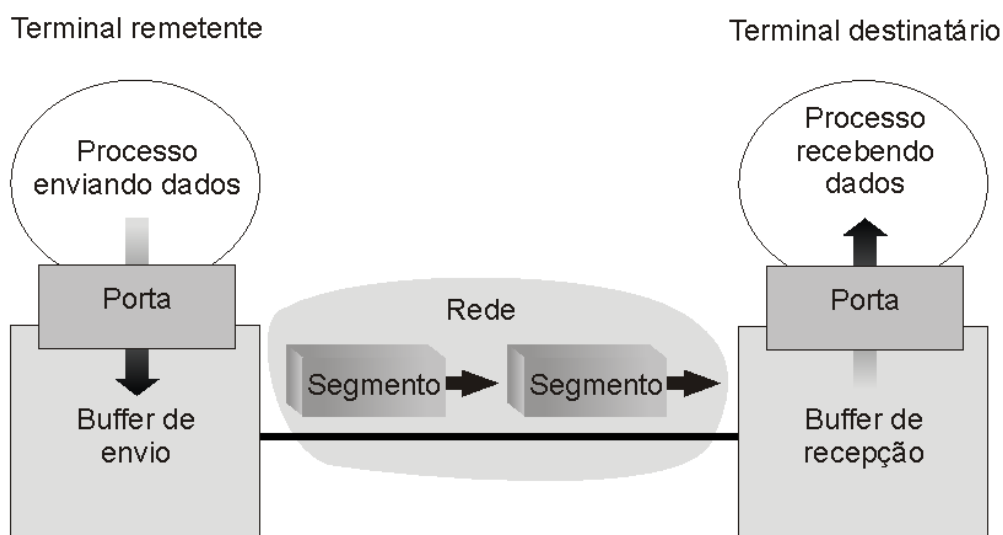 Terminal remetente
Terminal destinatário
Processo
enviando dados
Processo
recebendo
dados
Porta
Rede
Porta
Segmento
Segmento
Buffer de
envio
Buffer de
recepção